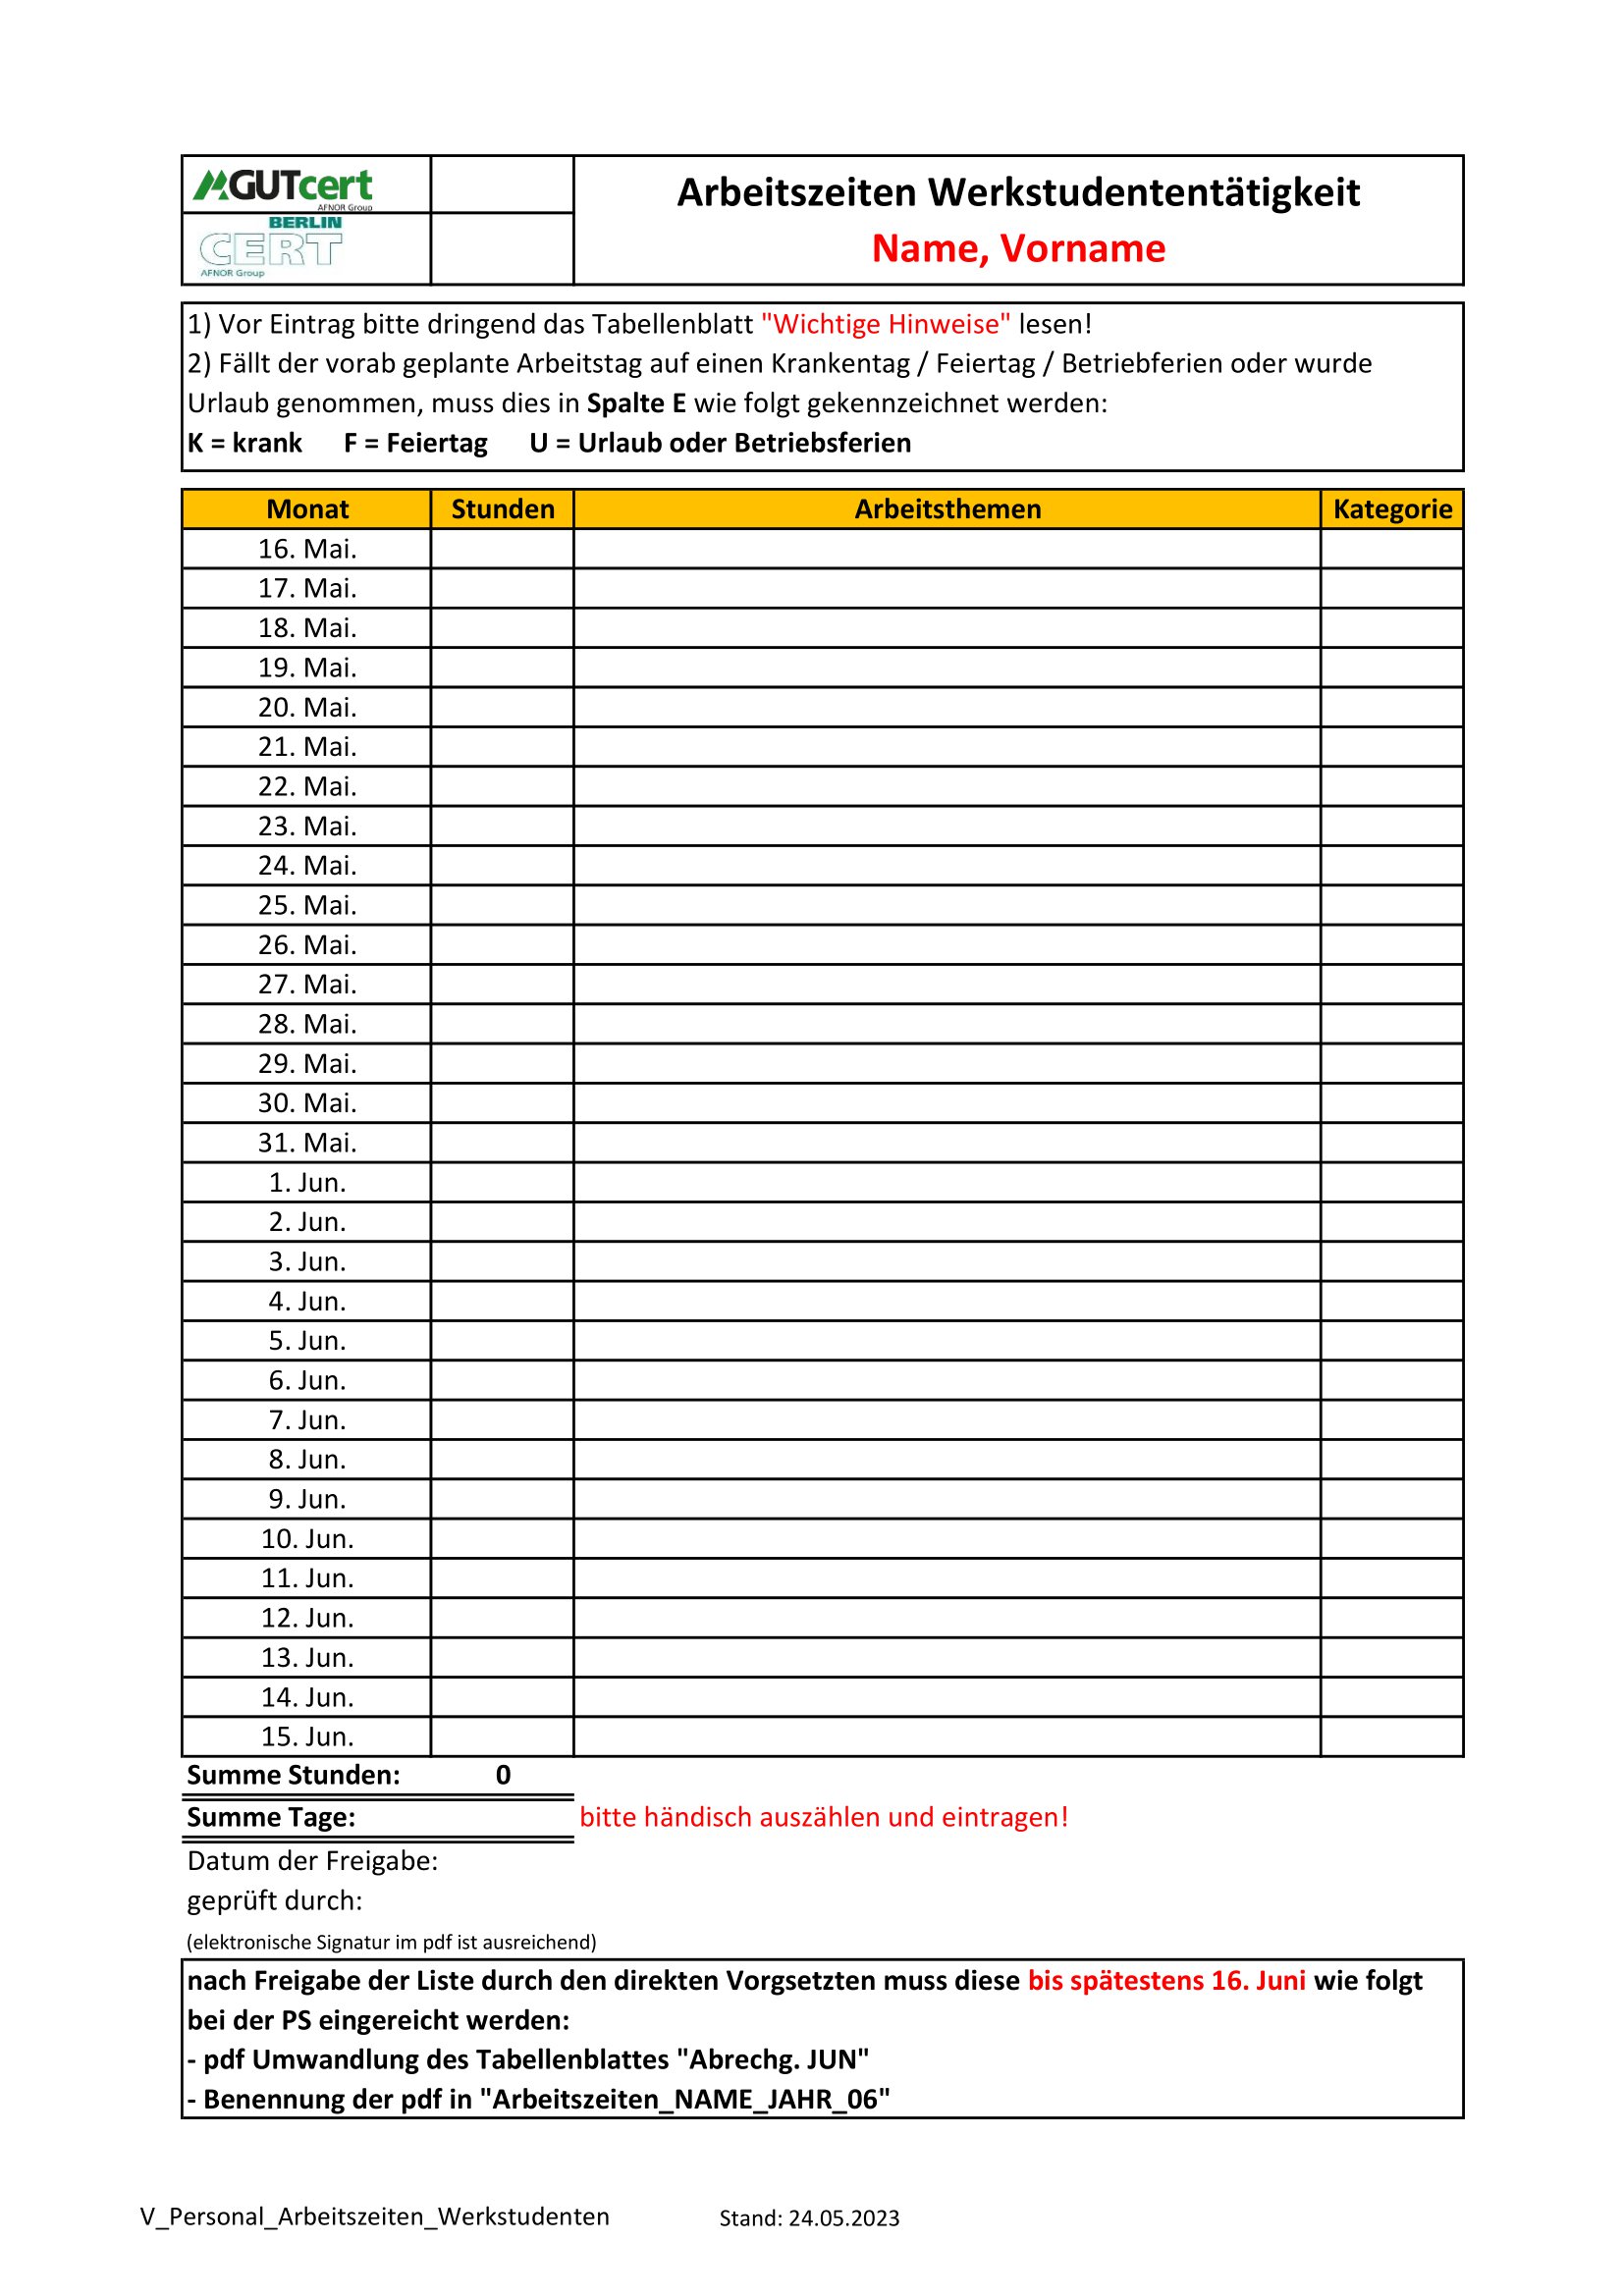 GUTcert
AFNOR Group
BERLIN
CERT
AFNOR Group
Arbeitszeiten Werkstudententätigkeit
Name, Vorname
1) Vor Eintrag bitte dringend das Tabellenblatt "Wichtige Hinweise" lesen!
2) Fällt der vorab geplante Arbeitstag auf einen Krankentag / Feiertag / Betriebferien oder wurde
Urlaub genommen, muss dies in Spalte E wie folgt gekennzeichnet werden:
K = krank F = Feiertag U = Urlaub oder Betriebsferien
Monat Stunden Arbeitsthemen Kategorie
16. Mai.
17. Mai.
18. Mai.
19. Mai.
20. Mai.
21. Mai.
22. Mai.
23. Mai.
24. Mai.
25. Mai.
26. Mai.
27. Mai.
28. Mai.
29. Mai.
30. Mai.
31. Mai.
1. Jun.
2. Jun.
3. Jun.
4. Jun.
5. Jun.
6. Jun.
7. Jun.
8. Jun.
9. Jun.
10. Jun.
11. Jun.
12. Jun.
13. Jun.
14. Jun.
15. Jun.
Summe Stunden: 0
Summe Tage: bitte händisch auszählen und eintragen!
Datum der Freigabe:
geprüft durch:
(elektronische Signatur im pdf ist ausreichend)
nach Freigabe der Liste durch den direkten Vorgsetzten muss diese bis spätestens 16. Juni wie folgt
bei der PS eingereicht werden:
- pdf Umwandlung des Tabellenblattes "Abrechg. JUN"
- Benennung der pdf in "Arbeitszeiten_NAME_JAHR_06"
V_Personal_Arbeitszeiten_Werkstudenten Stand: 24.05.2023